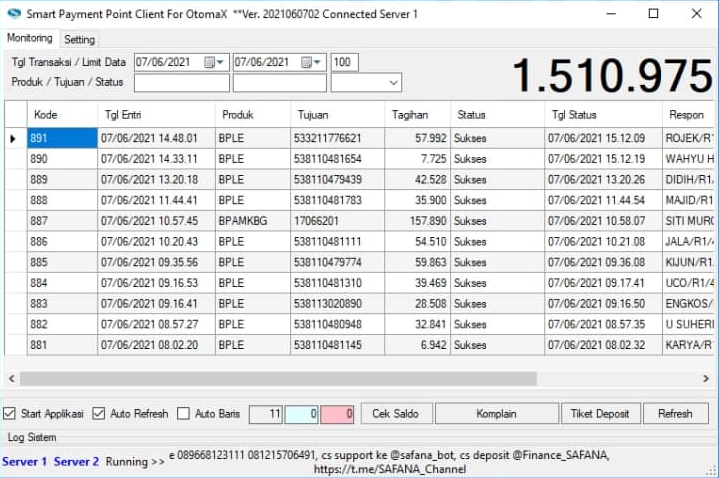 Smart Payment Point Client For OtomaX **Ver. 2021060702 Connected Server 1
Monitoring Setting
Tgl Transaksi / Limit Data 07/06/2021 07/06/2021 100
Produk / Tujuan / Status
1.510.975
Kode Tgl Entri Produk Tujuan Tagihan Status Tgl Status Respon
891 07/06/2021 14.48.01 BPLE 533211776621 57.992 Sukses 07/06/2021 15.12.09 ROJEK/R1
890 07/06/2021 14.33.11 BPLE 538110481654 7.725 Sukses 07/06/2021 15.12.19 WAHYU H
889 07/06/2021 13.20.18 BPLE 538110479439 42.528 Sukses 07/06/2021 13.20.26 DIDIH/R1
888 07/06/2021 11.44.41 BPLE 538110481783 35.900 Sukses 07/06/2021 11.44.54 MAJID/R1
887 07/06/2021 10.57.45 BPAMKBG 17066201 157.890 Sukses 07/06/2021 10.58.07 SITI MURO
886 07/06/2021 10.20.43 BPLE 538110481111 54.510 Sukses 07/06/2021 10.21.08 JALA/R1/4
885 07/06/2021 09.35.56 BPLE 538110479774 59.863 Sukses 07/06/2021 09.36.08 KIJUN/R1
884 07/06/2021 09.16.53 BPLE 538110481310 39.469 Sukses 07/06/2021 09.17.41 UCO/R1/4
883 07/06/2021 09.16.41 BPLE 538113020890 28.508 Sukses 07/06/2021 09.16.50 ENGKOS/
882 07/06/2021 08.57.27 BPLE 538110480948 32.841 Sukses 07/06/2021 08.57.35 U SUHERI
881 07/06/2021 08.02.20 BPLE 538110481145 6.942 Sukses 07/06/2021 08.02.32 KARYA/R
Start Applikasi Auto Refresh Auto Baris 11 0 0 Cek Saldo Komplain Tiket Deposit Refresh
Log Sistem
Server 1 Server 2 Running >> e 089668123111 081215706491, cs support ke @safana_bot, cs deposit @Finance_SAFANA,
https://t.me/SAFANA_Channel